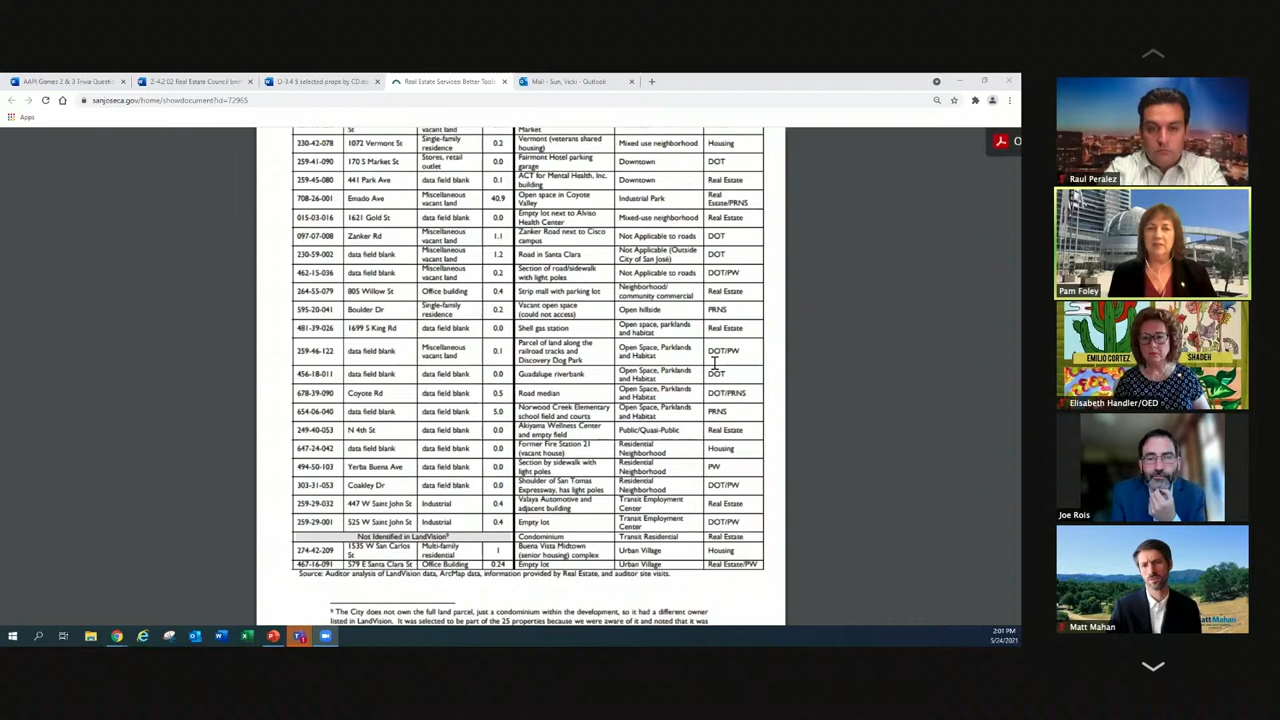 AAPI Games 2 & 3 Trivia Questi
Z-4.2 02 Real Estate Council bri
D-3.4 5 selected props by CD.do
Real Estate Services: Better Tool
Mail - Sun, Vicki - Outlook
sanjoseca.gov/home/showdocument?id=72965
Apps
St vacant land Market
230-42-078 1072 Vermont St Single-family residence 0.2 Vermont (veterans shared housing) Mixed use neighborhood Housing
259-41-090 170 S Market St Stores, retail outlet 0.0 Fairmont Hotel parking garage Downtown DOT
259-45-080 441 Park Ave data field blank 0.1 ACT for Mental Health, Inc. building Downtown Real Estate
708-26-001 Emado Ave Miscellaneous vacant land 40.9 Open space in Coyote Valley Industrial Park Real Estate/PRNS
015-03-016 1621 Gold St data field blank 0.0 Empty lot next to Alviso Health Center Mixed-use neighborhood Real Estate
097-07-008 Zanker Rd Miscellaneous vacant land 1.1 Zanker Road next to Cisco campus Not Applicable to roads DOT
230-59-002 data field blank Miscellaneous vacant land 1.2 Road in Santa Clara Not Applicable (Outside City of San José) DOT
462-15-036 data field blank Miscellaneous vacant land 0.2 Section of road/sidewalk with light poles Not Applicable to roads DOT/PW
264-55-079 805 Willow St Office building 0.4 Strip mall with parking lot Neighborhood/ community commercial Real Estate
595-20-041 Boulder Dr Single-family residence 0.2 Vacant open space (could not access) Open hillside PRNS
481-39-026 1699 S King Rd data field blank 0.0 Shell gas station Open space, parklands and habitat Real Estate
259-46-122 data field blank Miscellaneous vacant land 0.1 Parcel of land along the railroad tracks and Discovery Dog Park Open Space, Parklands and Habitat DOT/PW
456-18-011 data field blank data field blank 0.0 Guadalupe riverbank Open Space, Parklands and Habitat DOT
678-39-090 Coyote Rd data field blank 0.5 Road median Open Space, Parklands and Habitat DOT/PRNS
654-06-040 data field blank data field blank 5.0 Norwood Creek Elementary school field and courts Open Space, Parklands and Habitat PRNS
249-40-053 N 4th St data field blank 0.0 Akiyama Wellness Center and empty field Public/Quasi-Public Real Estate
647-24-042 data field blank data field blank 0.0 Former Fire Station 21 (vacant house) Residential Neighborhood Housing
494-50-103 Yerba Buena Ave data field blank 0.0 Section by sidewalk with light poles Residential Neighborhood PW
303-31-053 Coakley Dr data field blank 0.0 Shoulder of San Tomas Expressway, has light poles Residential Neighborhood DOT/PW
259-29-032 447 W Saint John St Industrial 0.4 Valaya Automotive and adjacent building Transit Employment Center Real Estate
259-29-001 525 W Saint John St Industrial 0.4 Empty lot Transit Employment Center DOT/PW
Not Identified in LandVision⁹ Condominium Transit Residential Real Estate
274-42-209 1535 W San Carlos St Multi-family residential 1 Buena Vista Midtown (senior housing) complex Urban Village Housing
467-16-091 579 E Santa Clara St Office Building 0.24 Empty lot Urban Village Real Estate/PW
Source: Auditor analysis of LandVision data, ArcMap data, information provided by Real Estate, and auditor site visits.
⁹ The City does not own the full land parcel, just a condominium within the development, so it had a different owner
listed in LandVision. It was selected to be part of the 25 properties because we were aware of it and noted that it was
2:01 PM
5/24/2021
Raul Peralez
Pam Foley
EMILIO CORTEZ
SHADEH
Elisabeth Handler/OED
Joe Rois
Matt Mahan
Matt Mahan